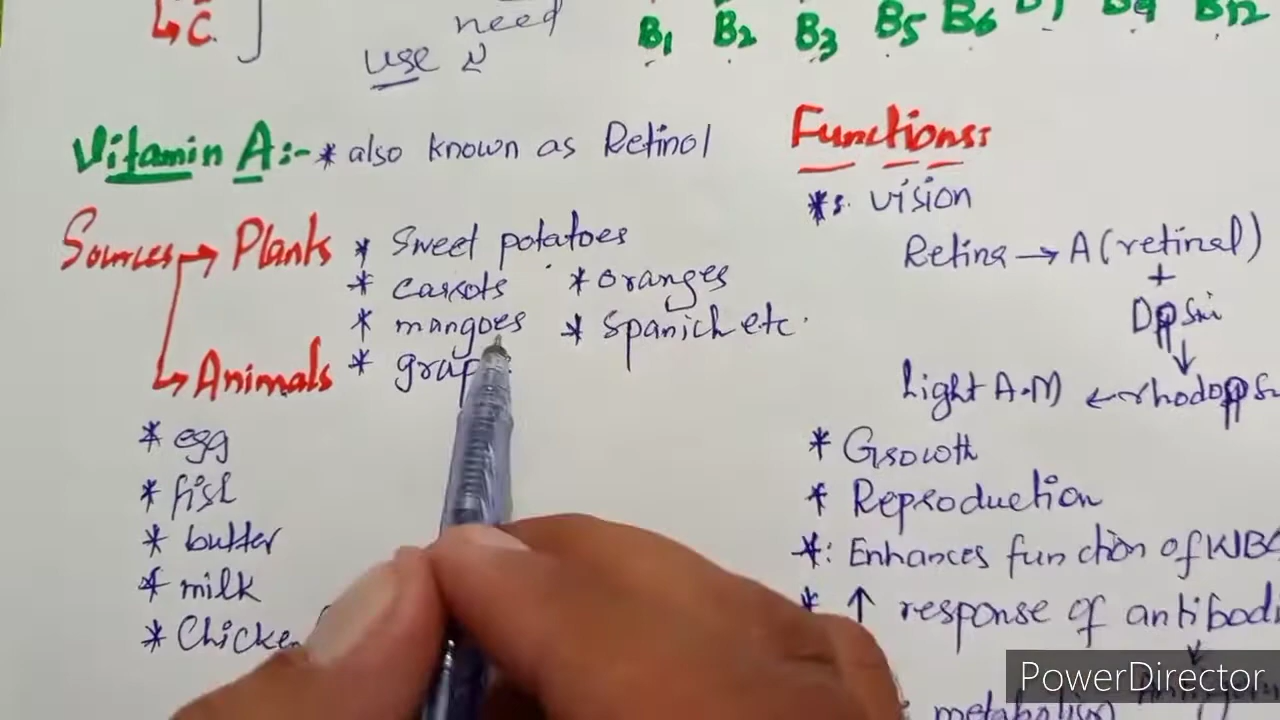 ↳ C.
need
use
B1 B2 B3 B5 B6 B9 B12
Vitamin A:- * also known as Retinol
Sources → Plants
* Sweet potatoes
* carrots * oranges
* mangoes * Spanich etc.
* grap
↳ Animals
* egg
* fish
* butter
* milk
* Chicken
Functions:
*: vision
Retina → A (retinal)
+
↓
Light A.M ←
* Growth
* Reproduction
*: Enhances function of WBC
* ↑ response of antibodi
metabolism
PowerDirector